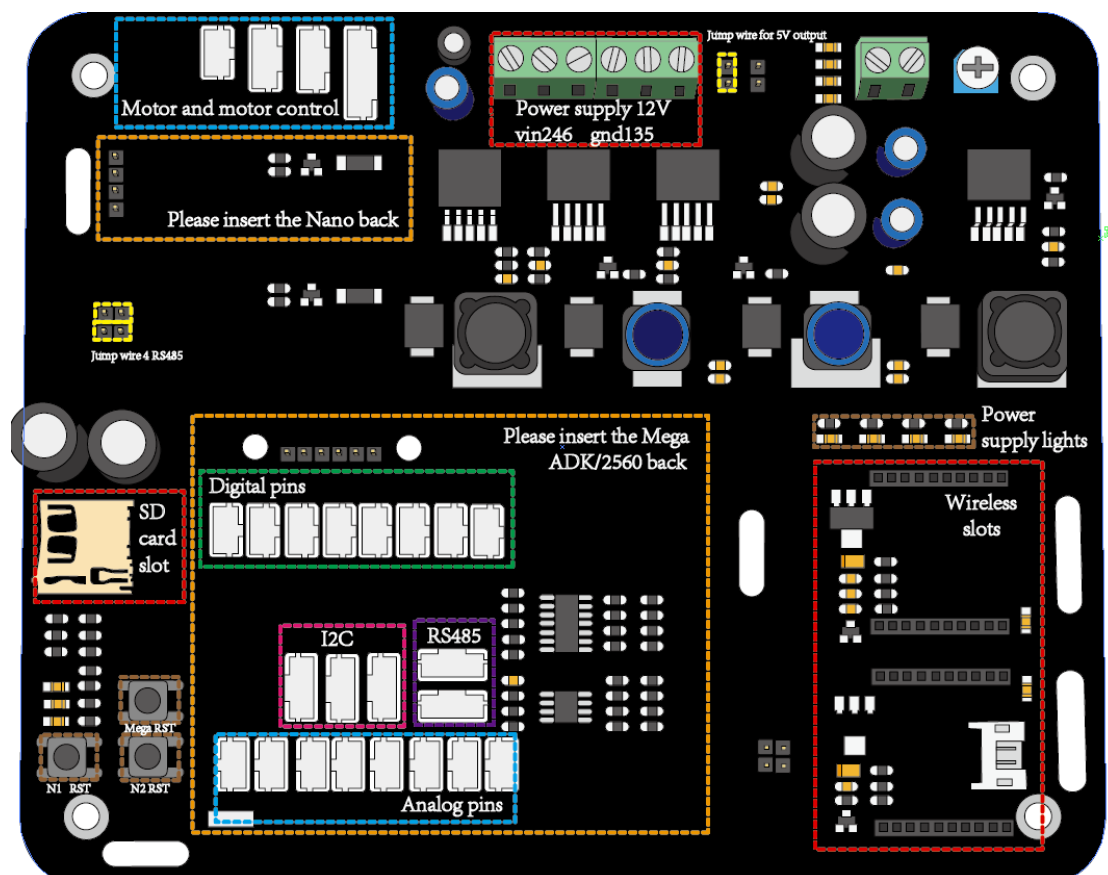 Jump wire for 5V output
Motor and motor control
Power supply 12V
vin246 gnd135
Please insert the Nano back
Jump wire 4 RS485
Please insert the Mega
ADK/2560 back
Power
supply lights
Digital pins
Wireless
slots
SD
card
slot
I2C
RS485
Mega RST
N1 RST
N2 RST
Analog pins